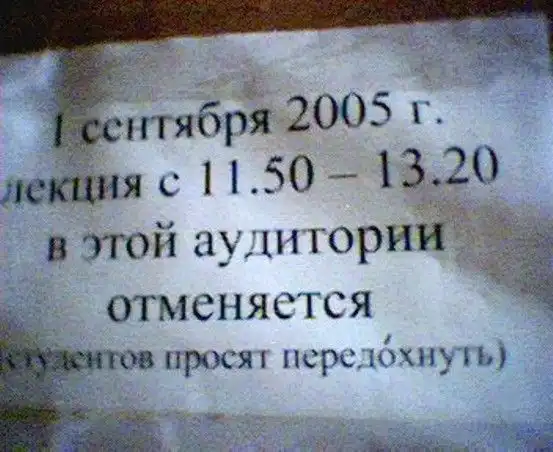 1 сентября 2005 г.
лекция с 11.50 – 13.20
в этой аудитории
отменяется
(студентов просят передо́хнуть)